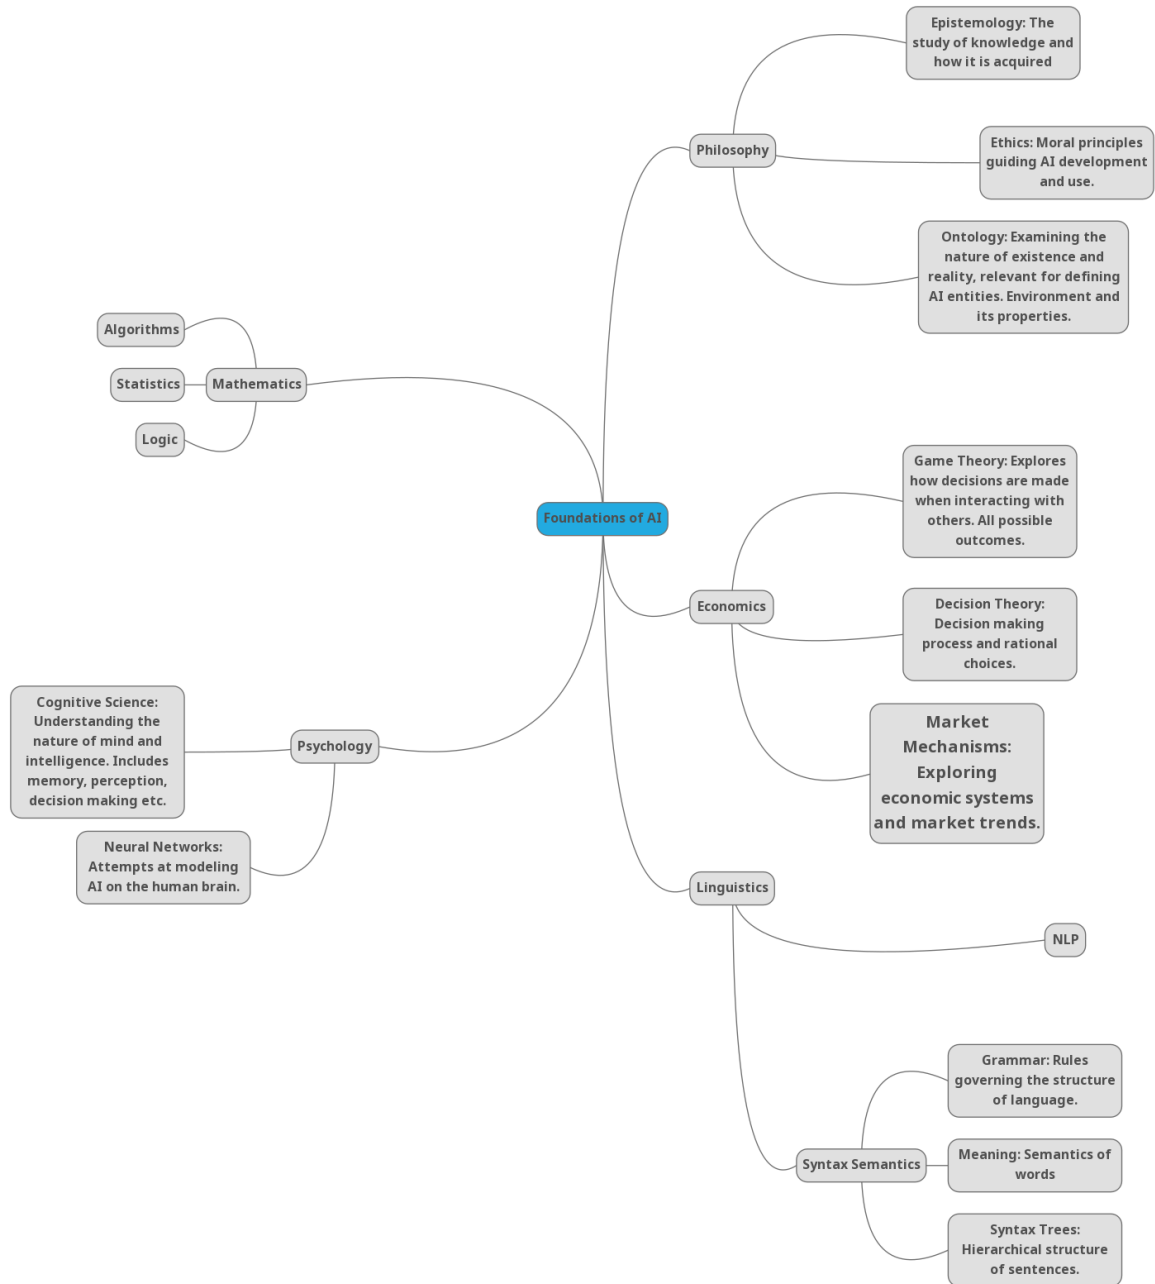 Foundations of AI
Philosophy
Epistemology: The
study of knowledge and
how it is acquired
Ethics: Moral principles
guiding AI development
and use.
Ontology: Examining the
nature of existence and
reality, relevant for defining
AI entities. Environment and
its properties.
Mathematics
Algorithms
Statistics
Logic
Economics
Game Theory: Explores
how decisions are made
when interacting with
others. All possible
outcomes.
Decision Theory:
Decision making
process and rational
choices.
Market
Mechanisms:
Exploring
economic systems
and market trends.
Psychology
Cognitive Science:
Understanding the
nature of mind and
intelligence. Includes
memory, perception,
decision making etc.
Neural Networks:
Attempts at modeling
AI on the human brain.
Linguistics
NLP
Syntax Semantics
Grammar: Rules
governing the structure
of language.
Meaning: Semantics of
words
Syntax Trees:
Hierarchical structure
of sentences.